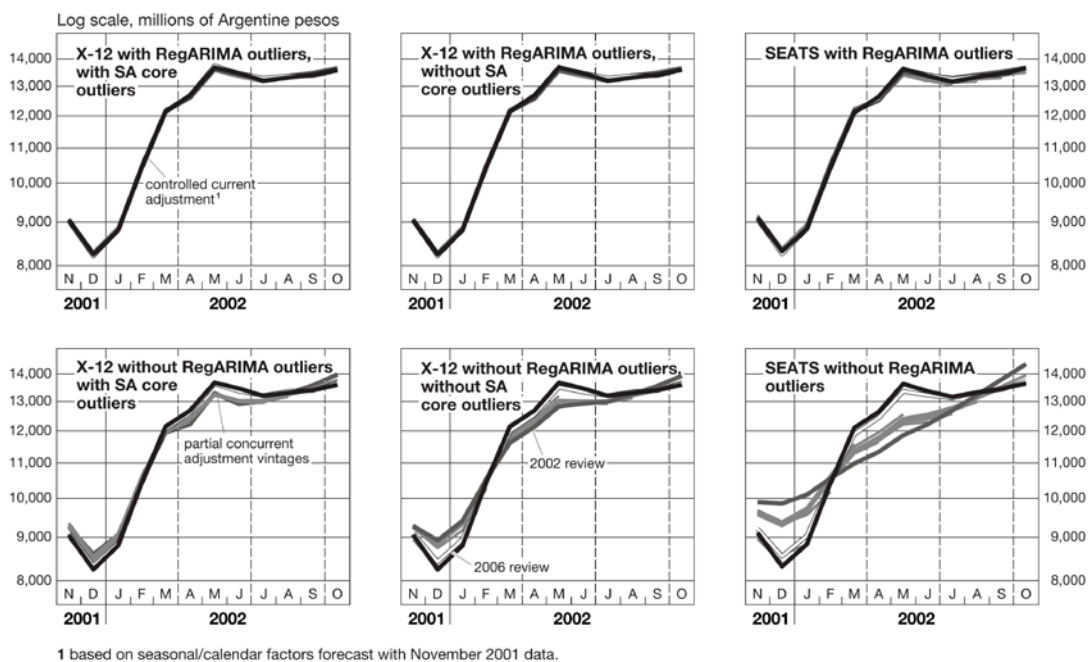 Log scale, millions of Argentine pesos
X-12 with RegARIMA outliers,
with SA core
outliers
14,000
13,000
12,000
11,000
10,000
9,000
8,000
controlled current
adjustment¹
N D J F M A M J J A S O
2001 2002
X-12 with RegARIMA outliers,
without SA
core outliers
N D J F M A M J J A S O
2001 2002
SEATS with RegARIMA outliers
14,000
13,000
12,000
11,000
10,000
9,000
8,000
N D J F M A M J J A S O
2001 2002
X-12 without RegARIMA outliers
with SA core
outliers
14,000
13,000
12,000
11,000
10,000
9,000
8,000
partial concurrent
adjustment vintages
N D J F M A M J J A S O
2001 2002
X-12 without RegARIMA outliers,
without SA
core outliers
2002 review
2006 review
N D J F M A M J J A S O
2001 2002
SEATS without RegARIMA
outliers
14,000
13,000
12,000
11,000
10,000
9,000
8,000
N D J F M A M J J A S O
2001 2002
1 based on seasonal/calendar factors forecast with November 2001 data.